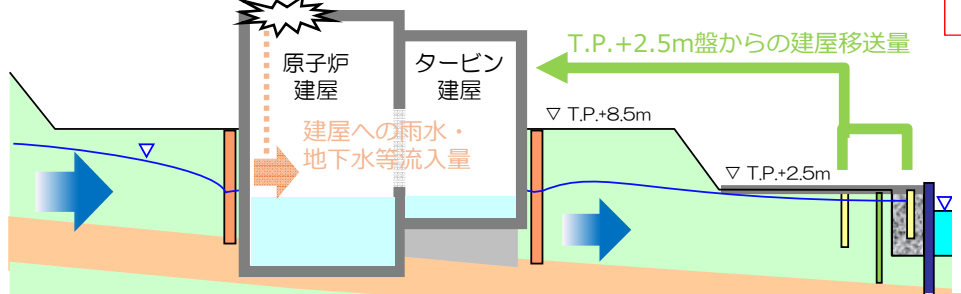 T.P.+2.5m盤からの建屋移送量
原子炉
建屋
タービン
建屋
▽ T.P.+8.5m
建屋への雨水・
地下水等流入量
▽ T.P.+2.5m